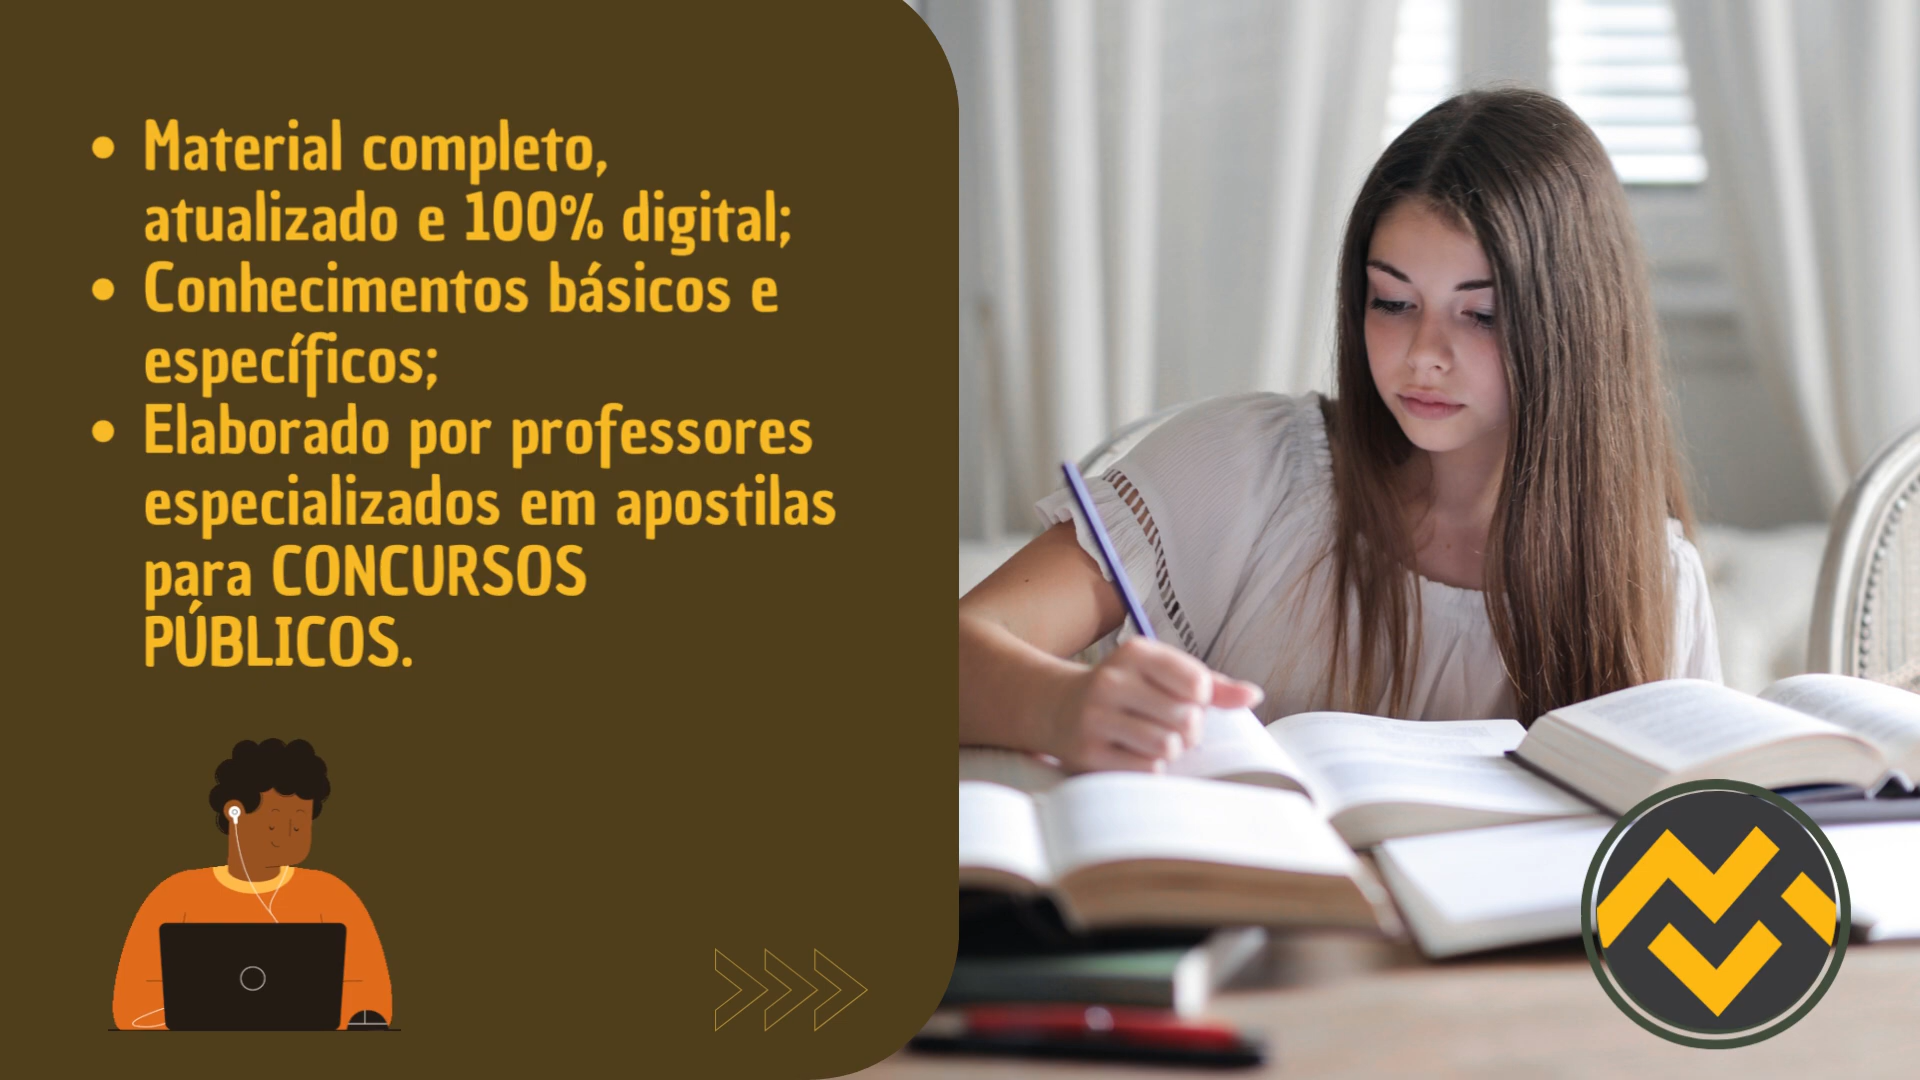 • Material completo,
atualizado e 100% digital;
• Conhecimentos básicos e
específicos;
• Elaborado por professores
especializados em apostilas
para CONCURSOS
PÚBLICOS.